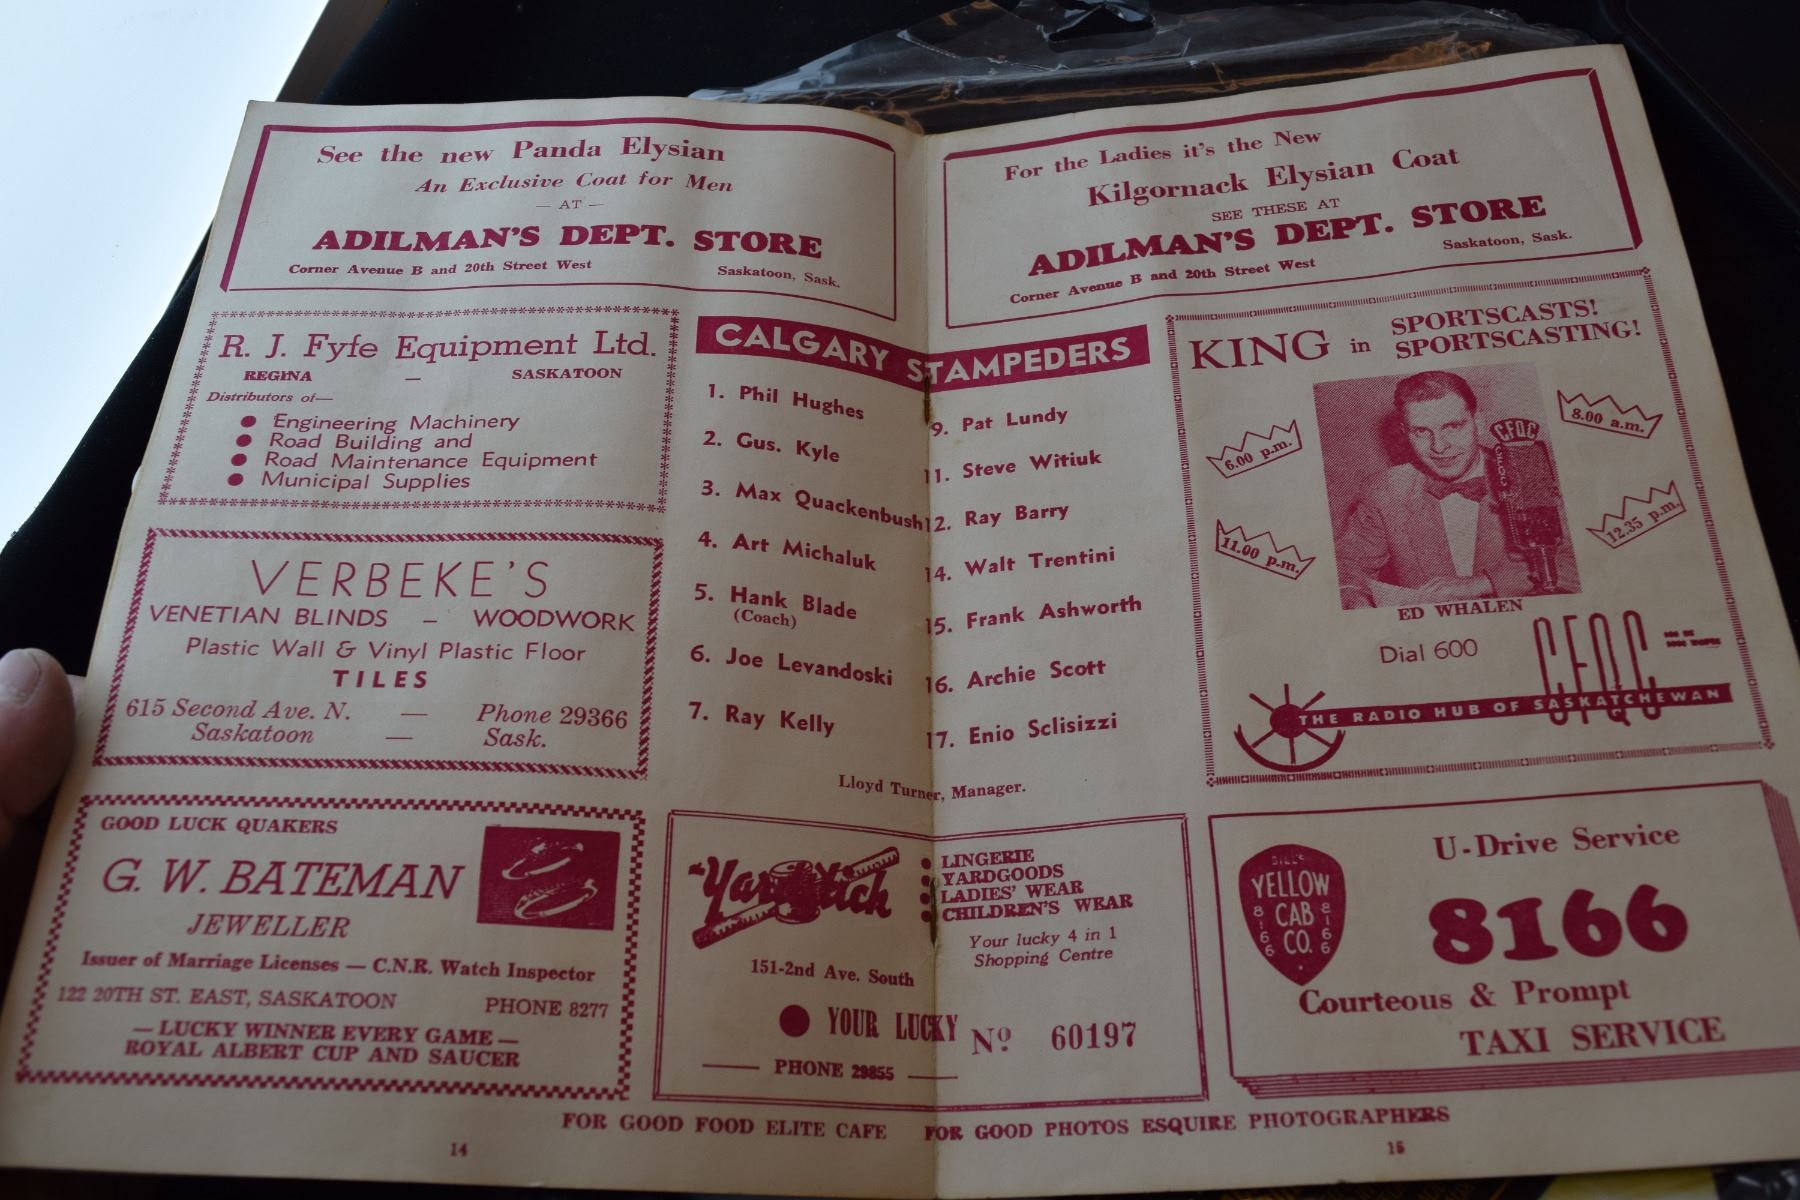 See the new Panda Elysian
An Exclusive Coat for Men
— AT —
ADILMAN'S DEPT. STORE
Corner Avenue B and 20th Street West
Saskatoon, Sask.
For the Ladies it's the New
Kilgornack Elysian Coat
SEE THESE AT
ADILMAN'S DEPT. STORE
Corner Avenue B and 20th Street West
Saskatoon, Sask.
R. J. Fyfe Equipment Ltd.
REGINA — SASKATOON
Distributors of—
● Engineering Machinery
● Road Building and
● Road Maintenance Equipment
● Municipal Supplies
VERBEKE'S
VENETIAN BLINDS – WOODWORK
Plastic Wall & Vinyl Plastic Floor
TILES
615 Second Ave. N. — Phone 29366
Saskatoon — Sask.
CALGARY STAMPEDERS
1. Phil Hughes
2. Gus. Kyle
3. Max Quackenbush
4. Art Michaluk
5. Hank Blade
(Coach)
6. Joe Levandoski
7. Ray Kelly
9. Pat Lundy
11. Steve Witiuk
12. Ray Barry
14. Walt Trentini
15. Frank Ashworth
16. Archie Scott
17. Enio Sclisizzi
Lloyd Turner, Manager.
KING in SPORTSCASTS!
SPORTSCASTING!
6.00 p.m.
8.00 a.m.
CFQC
11.00 p.m.
12.35 p.m.
ED WHALEN
Dial 600
CFQC
THE RADIO HUB OF SASKATCHEWAN
GOOD LUCK QUAKERS
G. W. BATEMAN
JEWELLER
Issuer of Marriage Licenses — C.N.R. Watch Inspector
122 20TH ST. EAST, SASKATOON PHONE 8277
— LUCKY WINNER EVERY GAME —
ROYAL ALBERT CUP AND SAUCER
the Yardstick
● LINGERIE
● YARDGOODS
● LADIES' WEAR
● CHILDREN'S WEAR
Your lucky 4 in 1
Shopping Centre
151-2nd Ave. South
● YOUR LUCKY Nº 60197
PHONE 29855
BILL'S
YELLOW
CAB
CO.
8166
8166
U-Drive Service
8166
Courteous & Prompt
TAXI SERVICE
FOR GOOD FOOD ELITE CAFE
FOR GOOD PHOTOS ESQUIRE PHOTOGRAPHERS
14
15